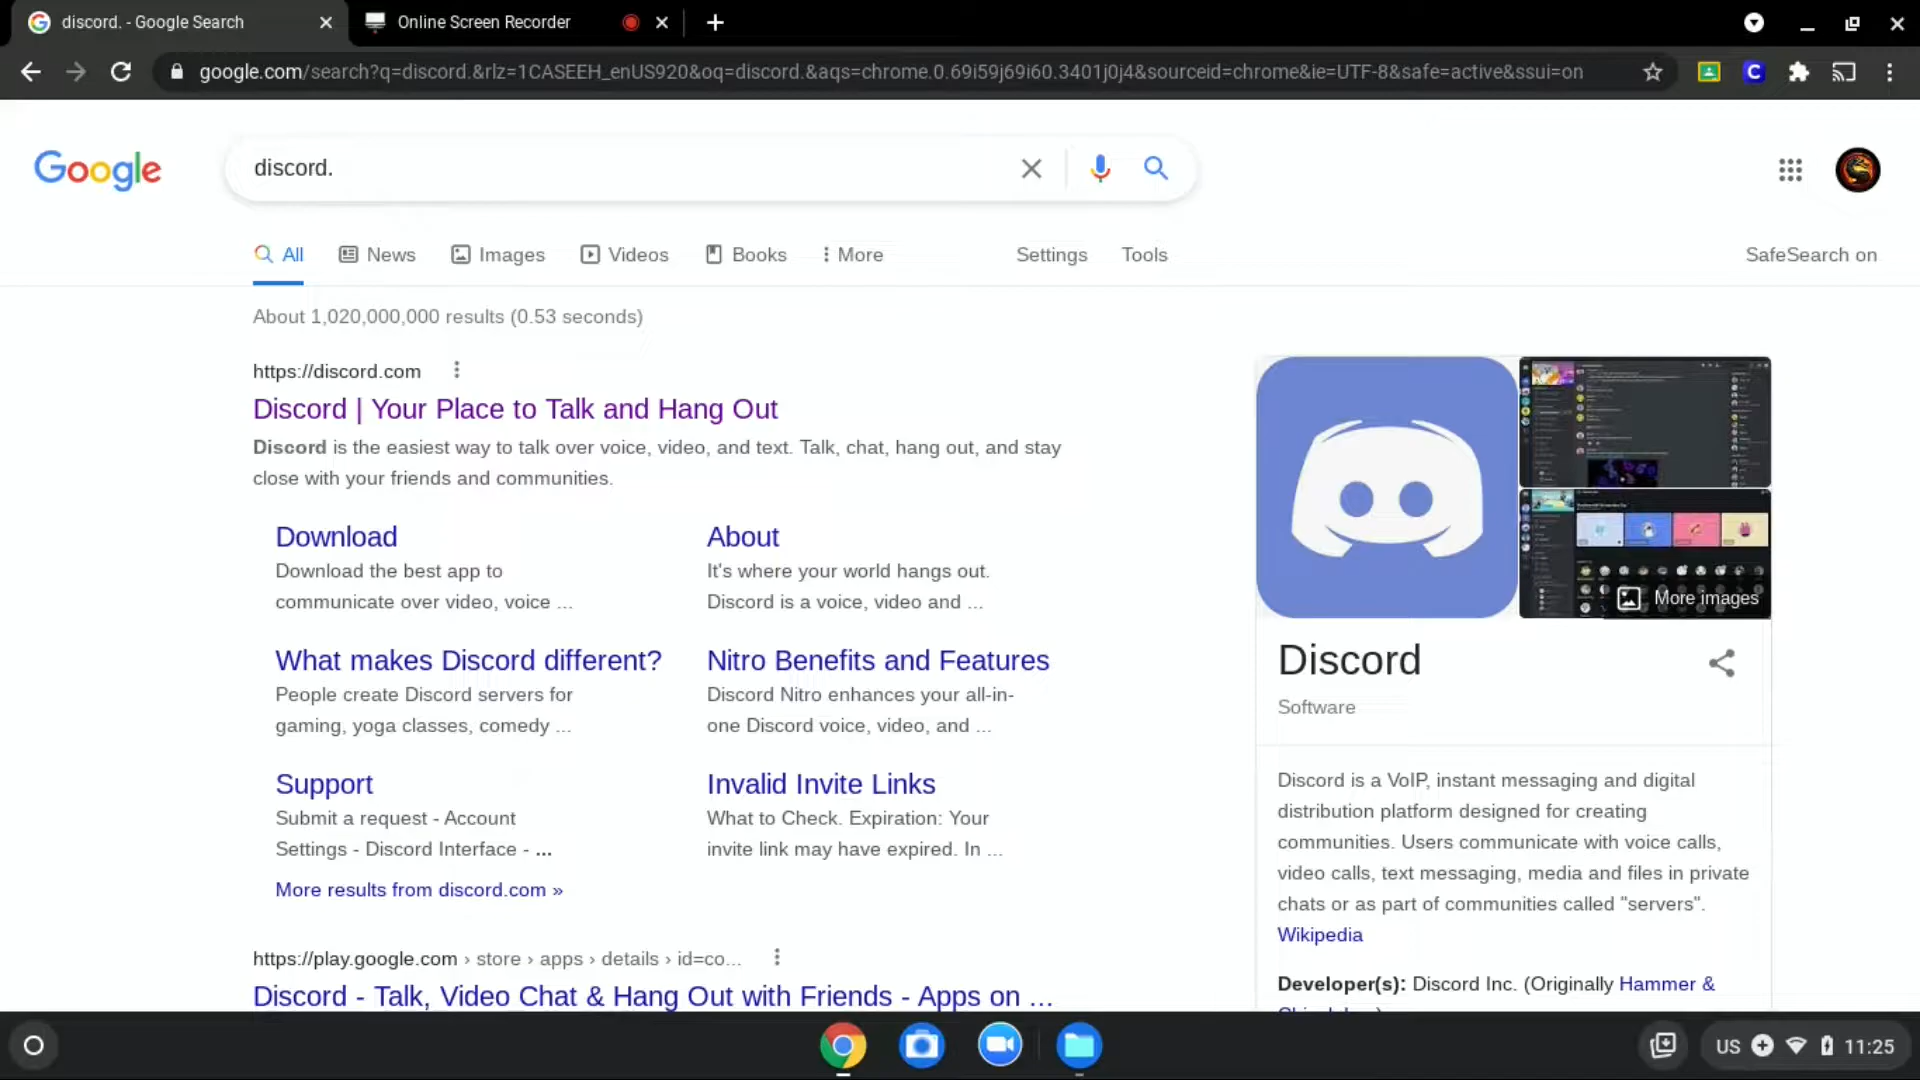 discord. - Google Search
Online Screen Recorder
google.com/search?q=discord.&rlz=1CASEEH_enUS920&oq=discord.&aqs=chrome.0.69i59j69i60.3401j0j4&sourceid=chrome&ie=UTF-8&safe=active&ssui=on
Google
discord.
All
News
Images
Videos
Books
More
Settings
Tools
SafeSearch on
About 1,020,000,000 results (0.53 seconds)
https://discord.com
Discord | Your Place to Talk and Hang Out
Discord is the easiest way to talk over voice, video, and text. Talk, chat, hang out, and stay
close with your friends and communities.
Download
Download the best app to
communicate over video, voice ...
About
It's where your world hangs out.
Discord is a voice, video and ...
What makes Discord different?
People create Discord servers for
gaming, yoga classes, comedy ...
Nitro Benefits and Features
Discord Nitro enhances your all-in-
one Discord voice, video, and ...
Support
Submit a request - Account
Settings - Discord Interface - ...
Invalid Invite Links
What to Check. Expiration: Your
invite link may have expired. In ...
More results from discord.com »
https://play.google.com › store › apps › details › id=co...
Discord - Talk, Video Chat & Hang Out with Friends - Apps on ...
More images
Discord
Software
Discord is a VoIP, instant messaging and digital
distribution platform designed for creating
communities. Users communicate with voice calls,
video calls, text messaging, media and files in private
chats or as part of communities called "servers".
Wikipedia
Developer(s): Discord Inc. (Originally Hammer &
US
11:25